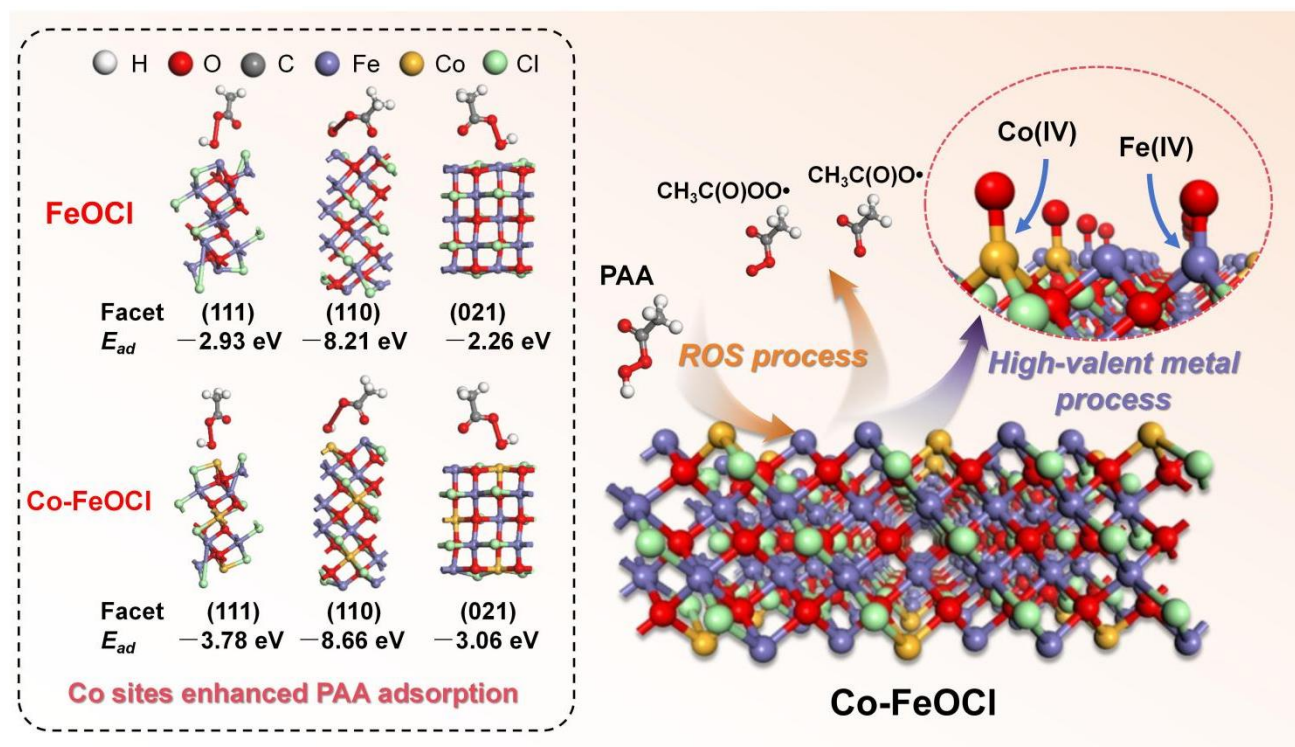 H O C Fe Co Cl
FeOCl
Facet (111) (110) (021)
E_ad −2.93 eV −8.21 eV −2.26 eV
Co-FeOCl
Facet (111) (110) (021)
E_ad −3.78 eV −8.66 eV −3.06 eV
Co sites enhanced PAA adsorption
PAA
CH₃C(O)OO•
CH₃C(O)O•
ROS process
Co(IV)
Fe(IV)
High-valent metal
process
Co-FeOCl